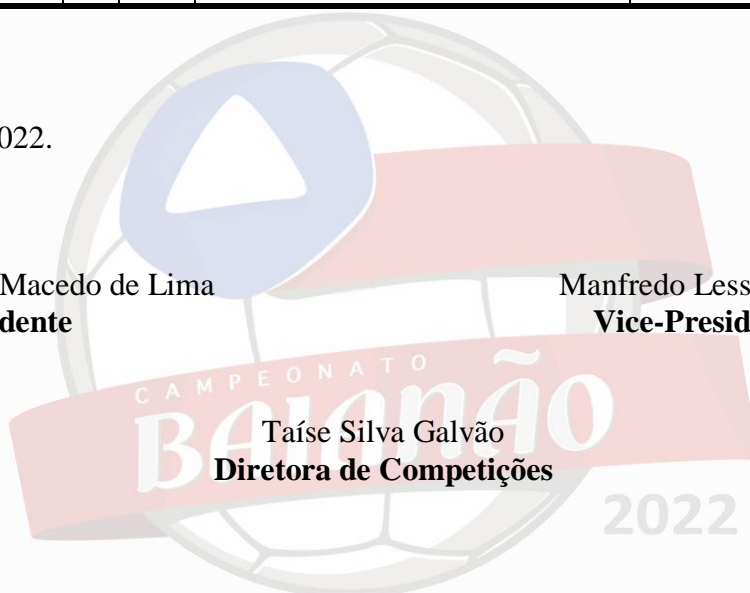 022.
Macedo de Lima
Manfredo Less
dente
Vice-Presid
CAMPEONATO
BAIANÃO
Taíse Silva Galvão
Diretora de Competições
2022